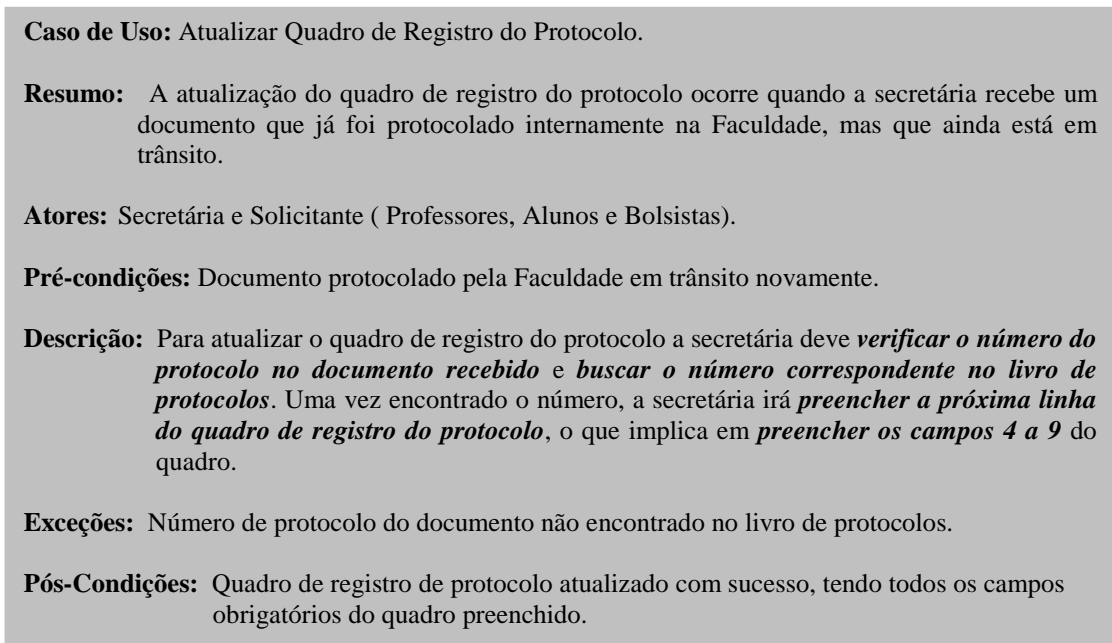 Caso de Uso: Atualizar Quadro de Registro do Protocolo.
Resumo: A atualização do quadro de registro do protocolo ocorre quando a secretária recebe um
documento que já foi protocolado internamente na Faculdade, mas que ainda está em
trânsito.
Atores: Secretária e Solicitante ( Professores, Alunos e Bolsistas).
Pré-condições: Documento protocolado pela Faculdade em trânsito novamente.
Descrição: Para atualizar o quadro de registro do protocolo a secretária deve verificar o número do
protocolo no documento recebido e buscar o número correspondente no livro de
protocolos. Uma vez encontrado o número, a secretária irá preencher a próxima linha
do quadro de registro do protocolo, o que implica em preencher os campos 4 a 9 do
quadro.
Exceções: Número de protocolo do documento não encontrado no livro de protocolos.
Pós-Condições: Quadro de registro de protocolo atualizado com sucesso, tendo todos os campos
obrigatórios do quadro preenchido.